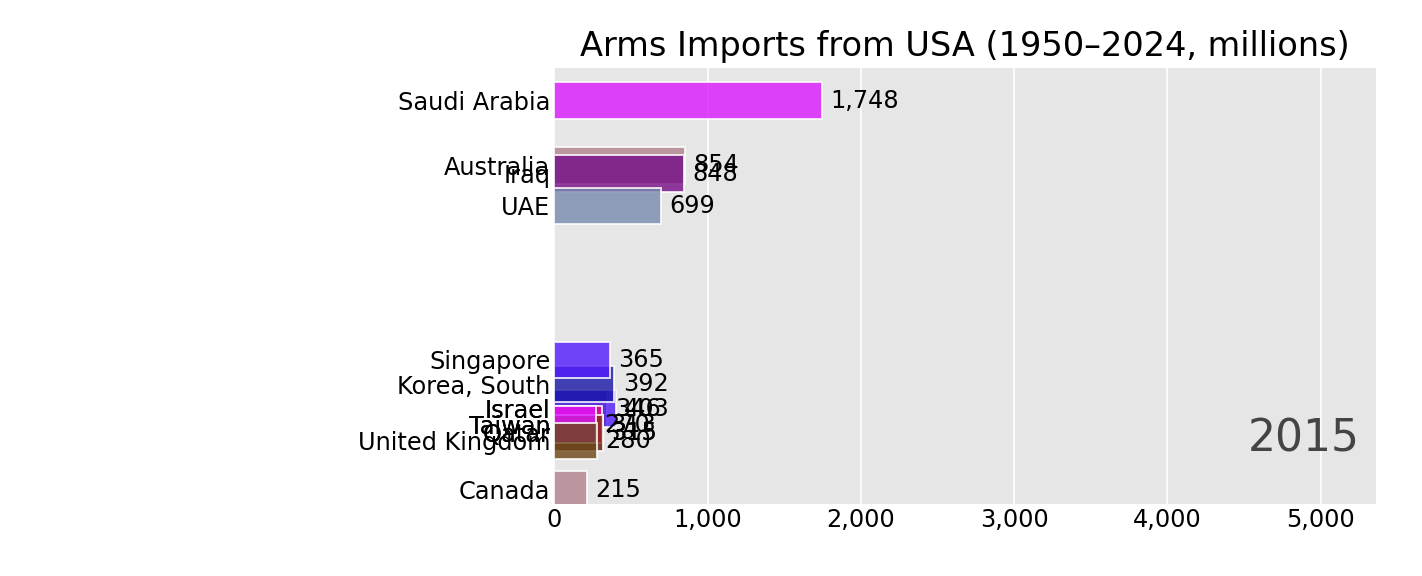 Arms Imports from USA (1950–2024, millions)
Saudi Arabia 1,748
Australia 854
Iraq 848
UAE 699
Singapore 365
Korea, South 392
Israel 403
Taiwan
Qatar
United Kingdom 280
Canada 215
2015
0 1,000 2,000 3,000 4,000 5,000